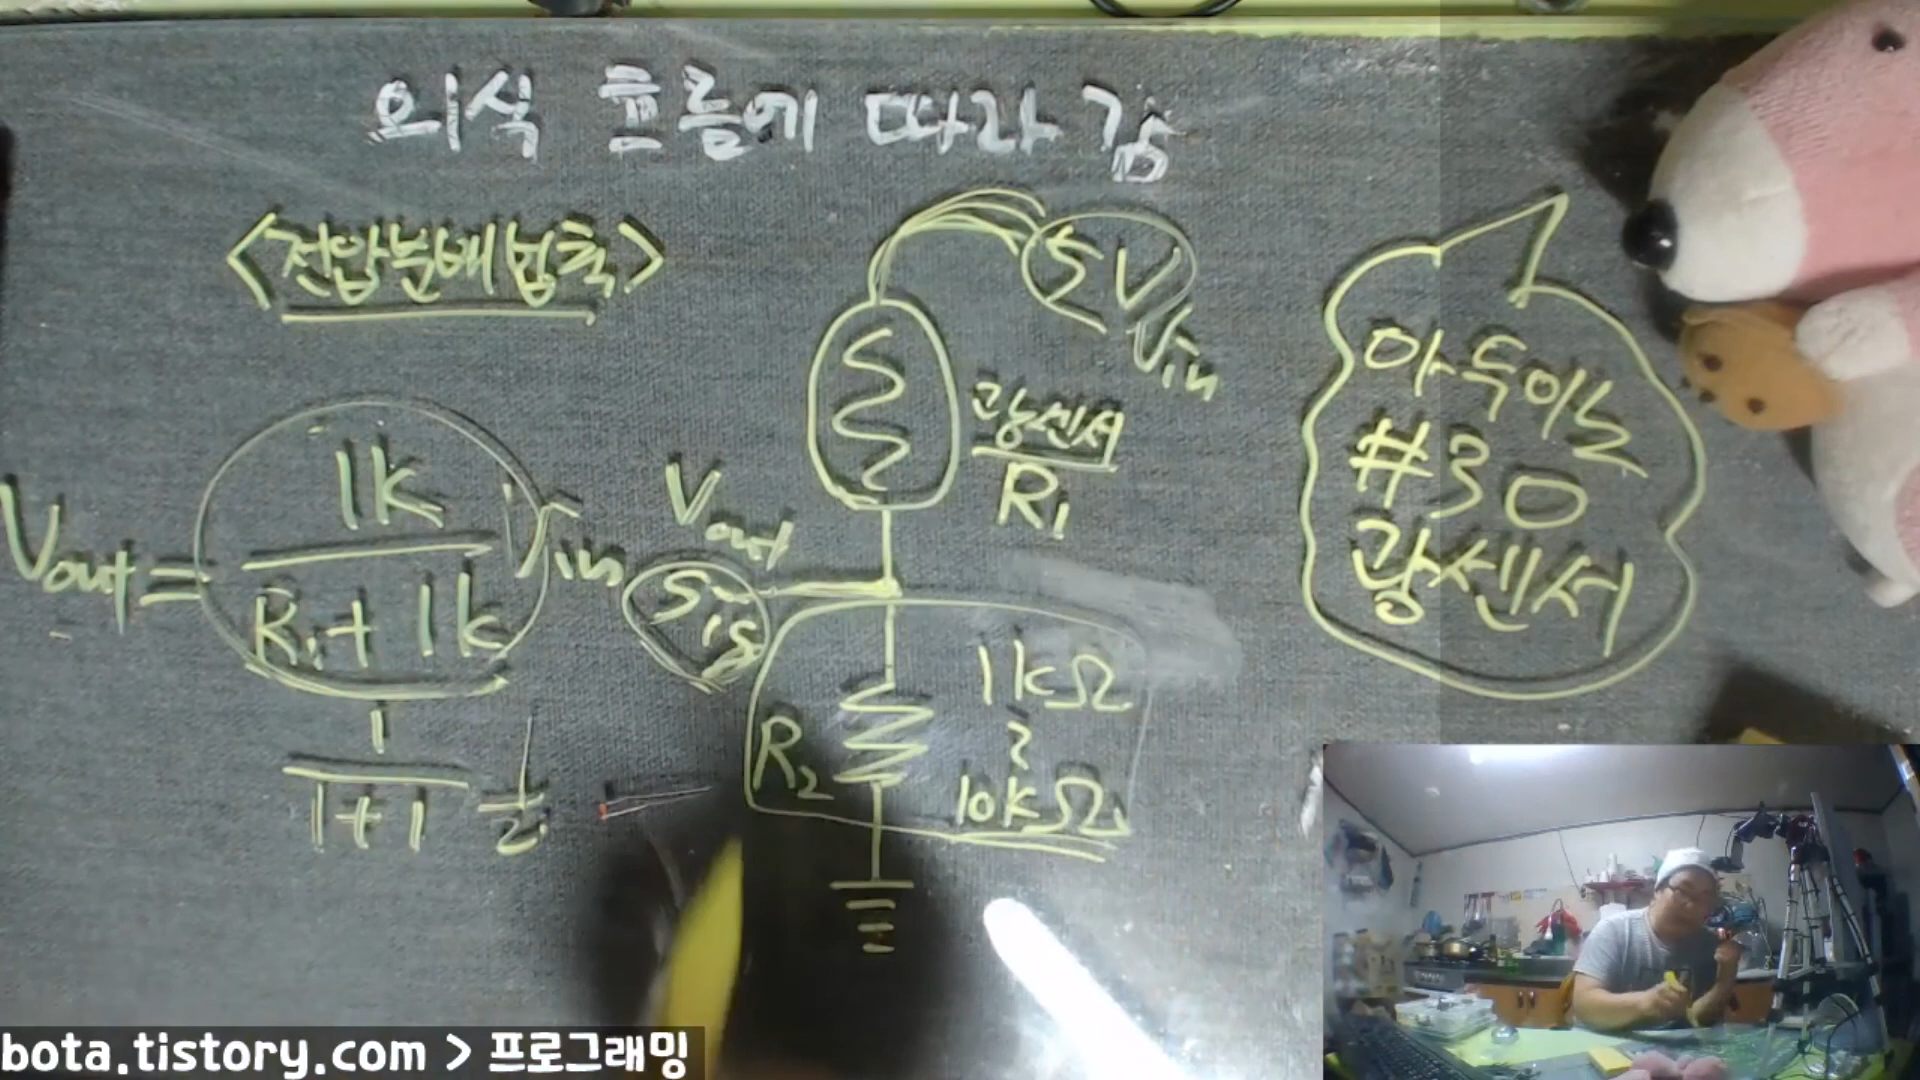 의식 흐름에 따라 감
<전압분배법칙>
5V
Vin
광센서
R1
Vout
Vout = 1k / R1 + 1k Vin
1 / 1+1
1/2
R2
1kΩ
~
10kΩ
아두이노
#30
광센서
bota.tistory.com > 프로그래밍